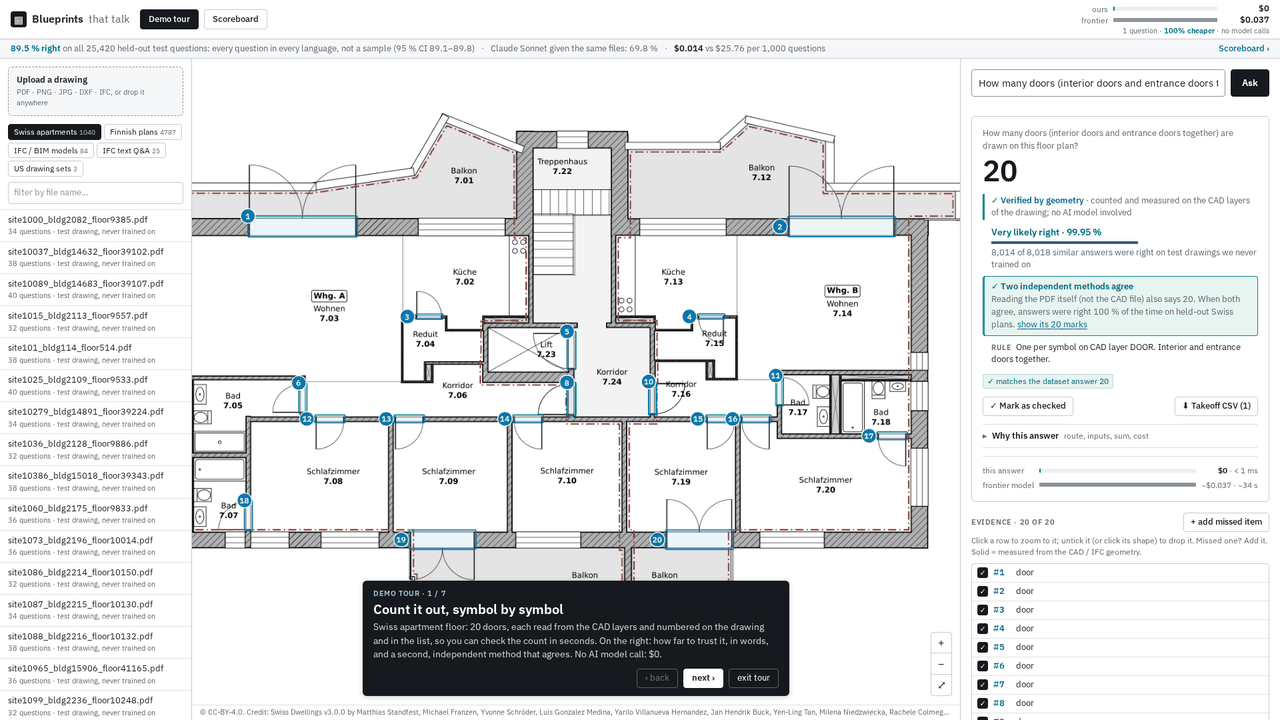 Blueprints that talk
Demo tour
Scoreboard
ours $0
frontier $0.037
1 question · 100% cheaper · no model calls
89.5 % right on all 25,420 held-out test questions: every question in every language, not a sample (95 % CI 89.1–89.8) · Claude Sonnet given the same files: 69.8 % · $0.014 vs $25.76 per 1,000 questions
Scoreboard ›
Upload a drawing
PDF · PNG · JPG · DXF · IFC, or drop it
anywhere
Swiss apartments 1040
Finnish plans 4787
IFC / BIM models 84
IFC text Q&A 25
US drawing sets 3
filter by file name...
site1000_bldg2082_floor9385.pdf
34 questions · test drawing, never trained on
site10037_bldg14632_floor39102.pdf
38 questions · test drawing, never trained on
site10089_bldg14683_floor39107.pdf
40 questions · test drawing, never trained on
site1015_bldg2113_floor9557.pdf
32 questions · test drawing, never trained on
site101_bldg114_floor514.pdf
38 questions · test drawing, never trained on
site1025_bldg2109_floor9533.pdf
40 questions · test drawing, never trained on
site10279_bldg14891_floor39224.pdf
34 questions · test drawing, never trained on
site1036_bldg2128_floor9886.pdf
32 questions · test drawing, never trained on
site10386_bldg15018_floor39343.pdf
38 questions · test drawing, never trained on
site1060_bldg2175_floor9833.pdf
36 questions · test drawing, never trained on
site1073_bldg2196_floor10014.pdf
36 questions · test drawing, never trained on
site1086_bldg2214_floor10150.pdf
32 questions · test drawing, never trained on
site1087_bldg2215_floor10130.pdf
34 questions · test drawing, never trained on
site1088_bldg2216_floor10132.pdf
34 questions · test drawing, never trained on
site10965_bldg15906_floor41165.pdf
36 questions · test drawing, never trained on
site1099_bldg2236_floor10248.pdf
32 questions · test drawing, never trained on
Balkon
7.01
Treppenhaus
7.22
Balkon
7.12
1
2
Küche
7.02
Küche
7.13
Whg. A
Wohnen
7.03
Whg. B
Wohnen
7.14
3
Reduit
7.04
4
Reduit
7.15
5
Lift
7.23
Korridor
7.24
6
Bad
7.05
Korridor
7.06
8
10
Korridor
7.16
11
Bad
7.17
Bad
7.18
12
13
14
15
16
17
Schlafzimmer
7.08
Schlafzimmer
7.09
Schlafzimmer
7.10
Schlafzimmer
7.19
Schlafzimmer
7.20
18
Bad
7.07
19
20
Balkon
Balkon
DEMO TOUR · 1 / 7
Count it out, symbol by symbol
Swiss apartment floor: 20 doors, each read from the CAD layers and numbered on the drawing
and in the list, so you can check the count in seconds. On the right: how far to trust it, in words,
and a second, independent method that agrees. No AI model call: $0.
‹ back
next ›
exit tour
+
−
⤢
© CC-BY-4.0. Credit: Swiss Dwellings v3.0.0 by Matthias Standfest, Michael Franzen, Yvonne Schröder, Luis Gonzalez Medina, Yarilo Villanueva Hernandez, Jan Hendrik Buck, Yen-Ling Tan, Milena Niedzwiecka, Rachele Colmeg...
How many doors (interior doors and entrance doors t
Ask
How many doors (interior doors and entrance doors together) are
drawn on this floor plan?
20
✓ Verified by geometry · counted and measured on the CAD layers
of the drawing; no AI model involved
Very likely right · 99.95 %
8,014 of 8,018 similar answers were right on test drawings we never
trained on
✓ Two independent methods agree
Reading the PDF itself (not the CAD file) also says 20. When both
agree, answers were right 100 % of the time on held-out Swiss
plans. show its 20 marks
RULE One per symbol on CAD layer DOOR. Interior and entrance
doors together.
✓ matches the dataset answer 20
✓ Mark as checked
⬇ Takeoff CSV (1)
▸ Why this answer route, inputs, sum, cost
this answer $0 · < 1 ms
frontier model ~$0.037 · ~34 s
EVIDENCE · 20 OF 20
+ add missed item
Click a row to zoom to it; untick it (or click its shape) to drop it. Missed one? Add it.
Solid = measured from the CAD / IFC geometry.
✓ #1 door
✓ #2 door
✓ #3 door
✓ #4 door
✓ #5 door
✓ #6 door
✓ #7 door
✓ #8 door